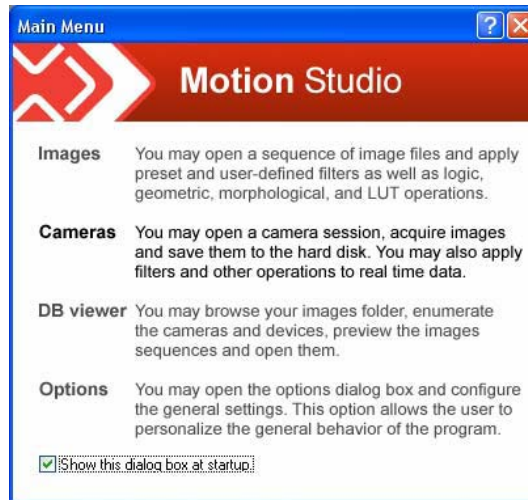 Main Menu
Motion Studio
Images You may open a sequence of image files and apply
preset and user-defined filters as well as logic,
geometric, morphological, and LUT operations.
Cameras You may open a camera session, acquire images
and save them to the hard disk. You may also apply
filters and other operations to real time data.
DB viewer You may browse your images folder, enumerate
the cameras and devices, preview the images
sequences and open them.
Options You may open the options dialog box and configure
the general settings. This option allows the user to
personalize the general behavior of the program.
Show this dialog box at startup.